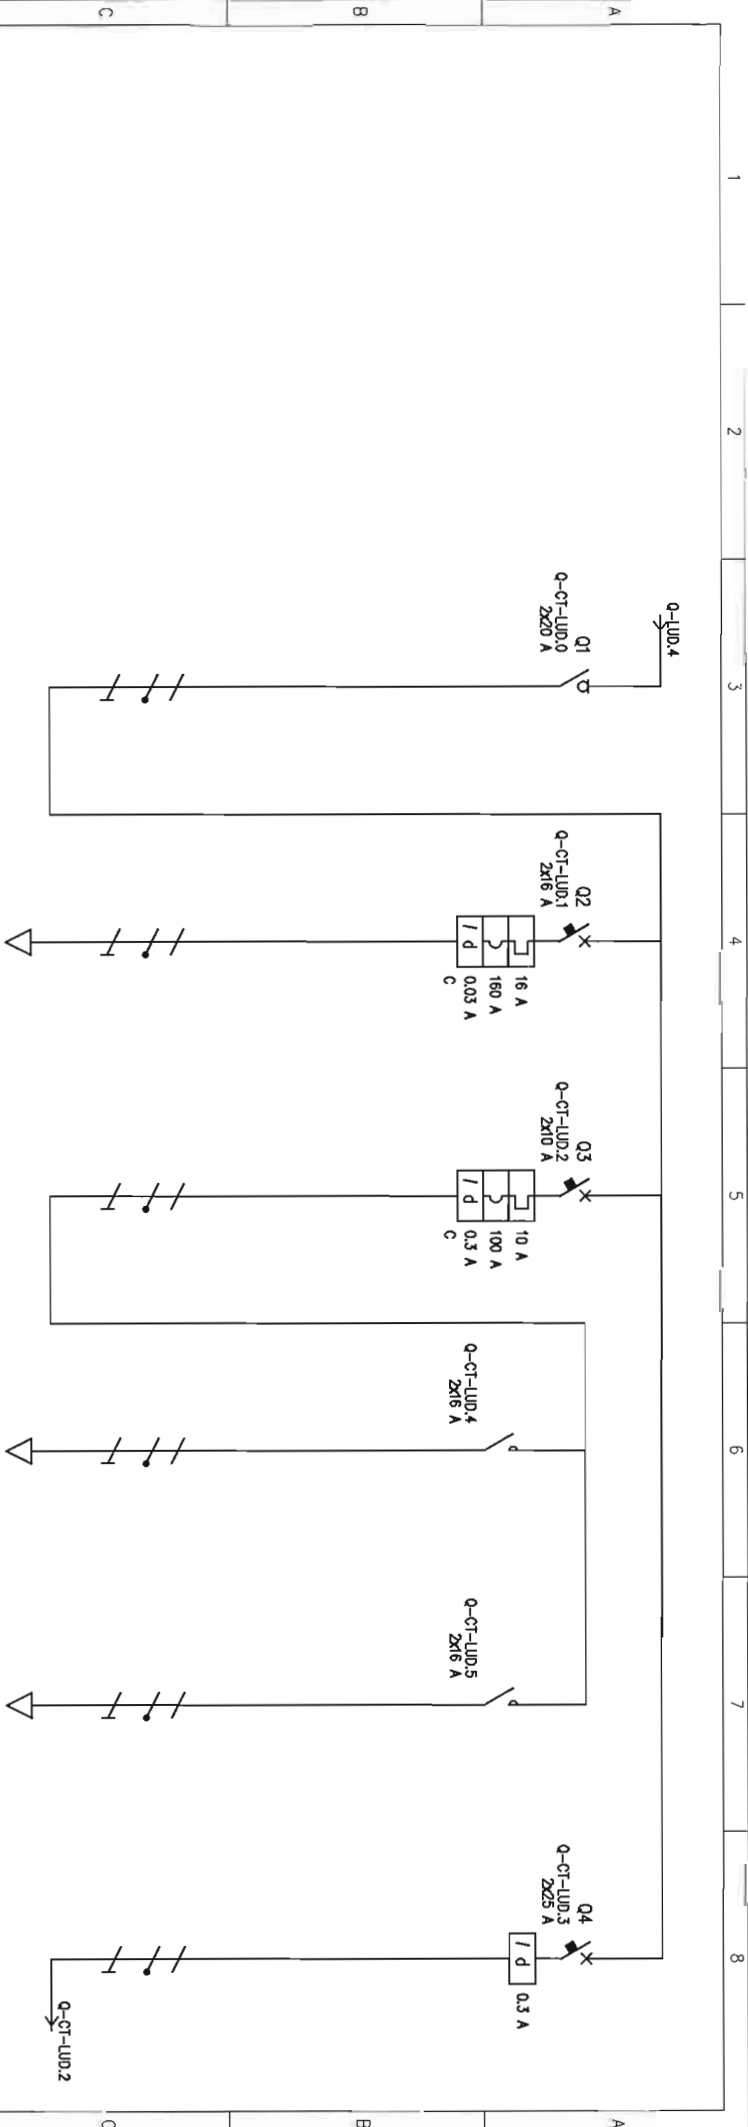 1
2
3
4
5
6
7
8
A
B
C
Q-LUD.4
Q1
Q-CT-LUD.0
2x20 A
Q2
Q-CT-LUD.1
2x16 A
16 A
160 A
I d
0.03 A
C
Q3
Q-CT-LUD.2
2x10 A
10 A
100 A
I d
0.3 A
C
Q-CT-LUD.4
2x16 A
Q-CT-LUD.5
2x16 A
Q4
Q-CT-LUD.3
2x25 A
I d
0.3 A
Q-CT-LUD.2
A
B
C